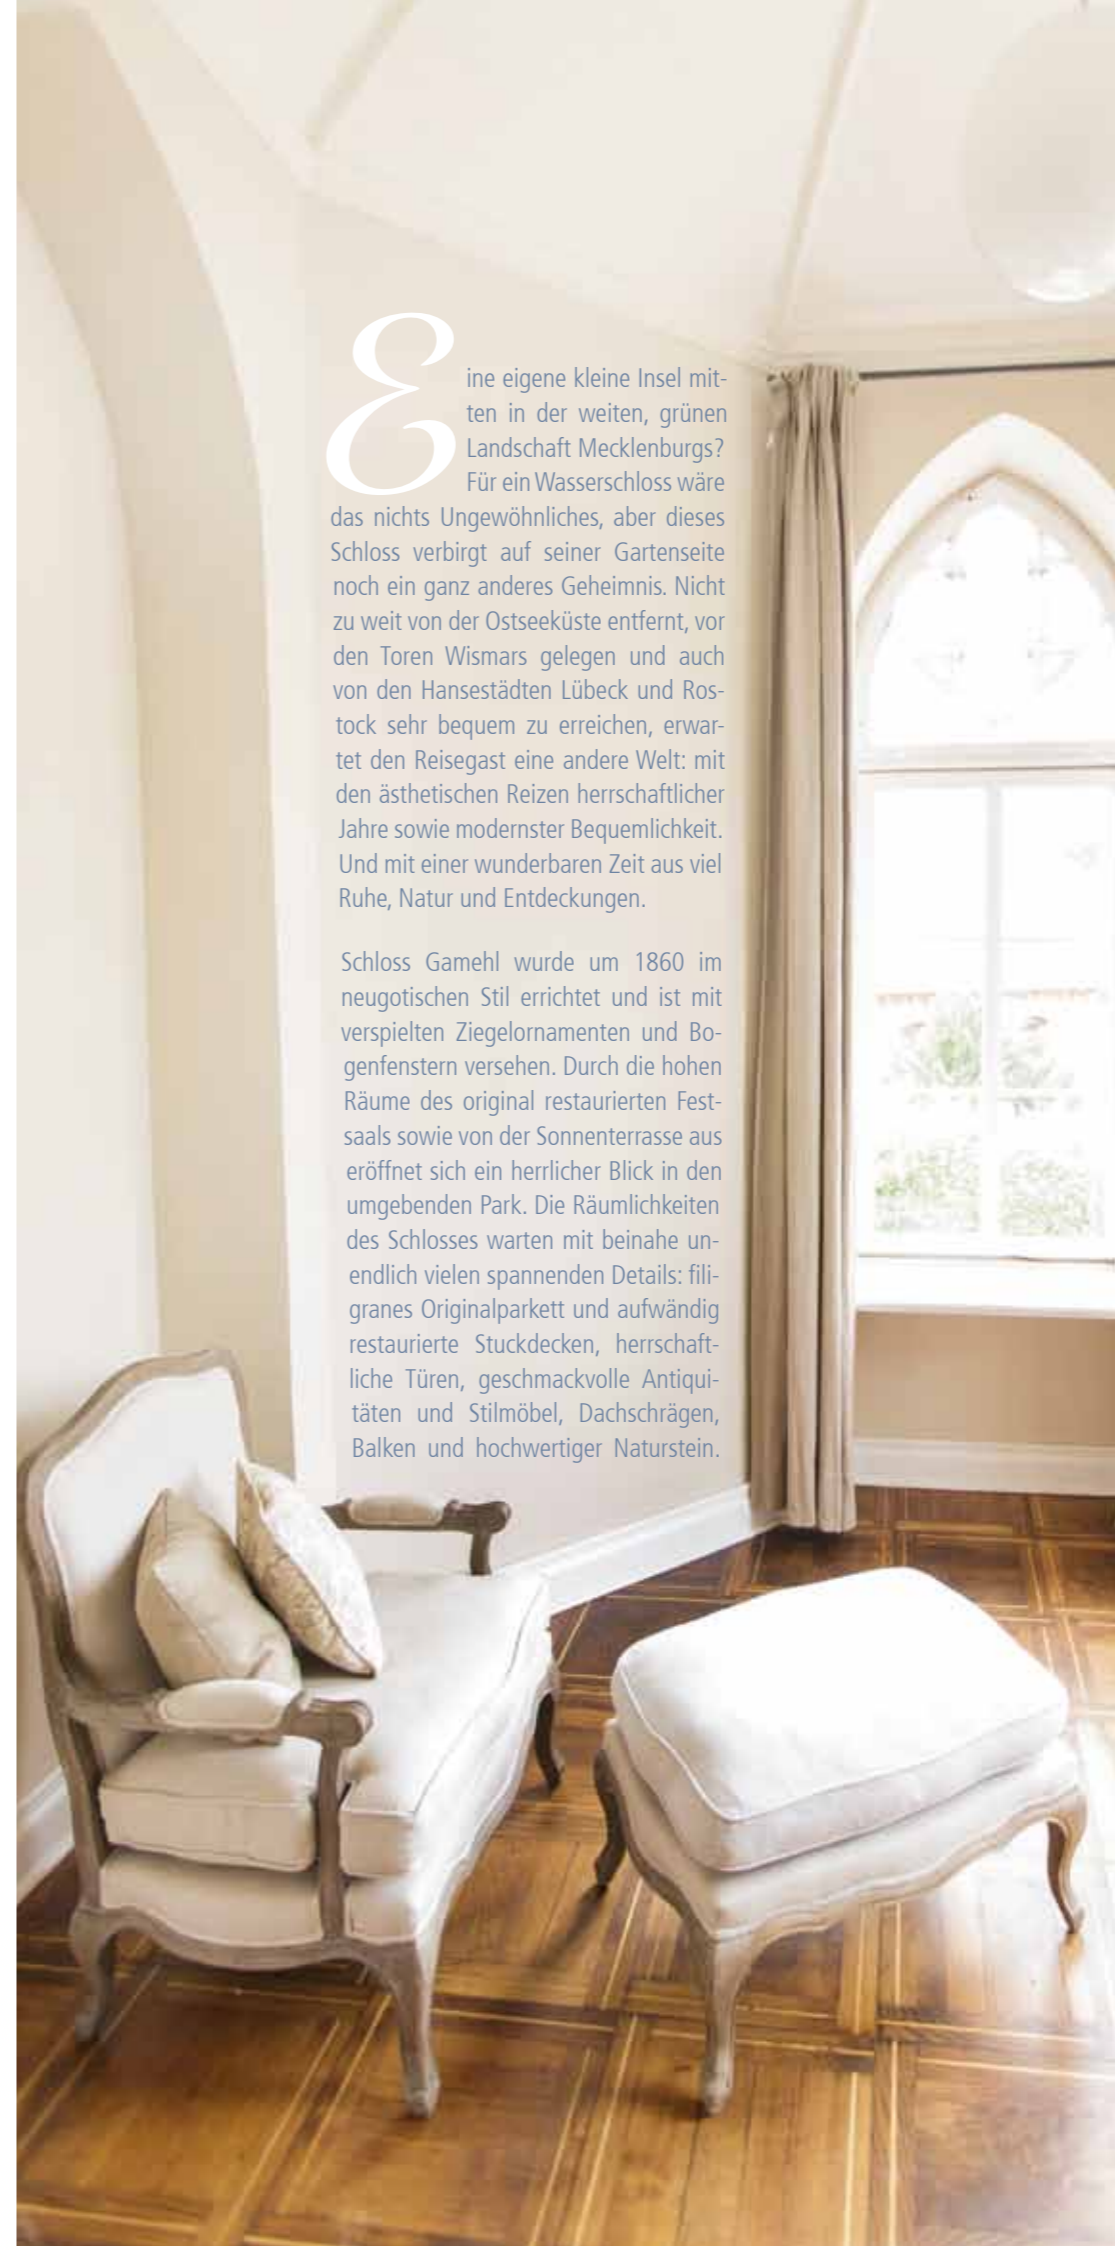 Eine eigene kleine Insel mit-
ten in der weiten, grünen
Landschaft Mecklenburgs?
Für ein Wasserschloss wäre
das nichts Ungewöhnliches, aber dieses
Schloss verbirgt auf seiner Gartenseite
noch ein ganz anderes Geheimnis. Nicht
zu weit von der Ostseeküste entfernt, vor
den Toren Wismars gelegen und auch
von den Hansestädten Lübeck und Ros-
tock sehr bequem zu erreichen, erwar-
tet den Reisegast eine andere Welt: mit
den ästhetischen Reizen herrschaftlicher
Jahre sowie modernster Bequemlichkeit.
Und mit einer wunderbaren Zeit aus viel
Ruhe, Natur und Entdeckungen.
Schloss Gamehl wurde um 1860 im
neugotischen Stil errichtet und ist mit
verspielten Ziegelornamenten und Bo-
genfenstern versehen. Durch die hohen
Räume des original restaurierten Fest-
saals sowie von der Sonnenterrasse aus
eröffnet sich ein herrlicher Blick in den
umgebenden Park. Die Räumlichkeiten
des Schlosses warten mit beinahe un-
endlich vielen spannenden Details: fili-
granes Originalparkett und aufwändig
restaurierte Stuckdecken, herrschaft-
liche Türen, geschmackvolle Antiqui-
täten und Stilmöbel, Dachschrägen,
Balken und hochwertiger Naturstein.